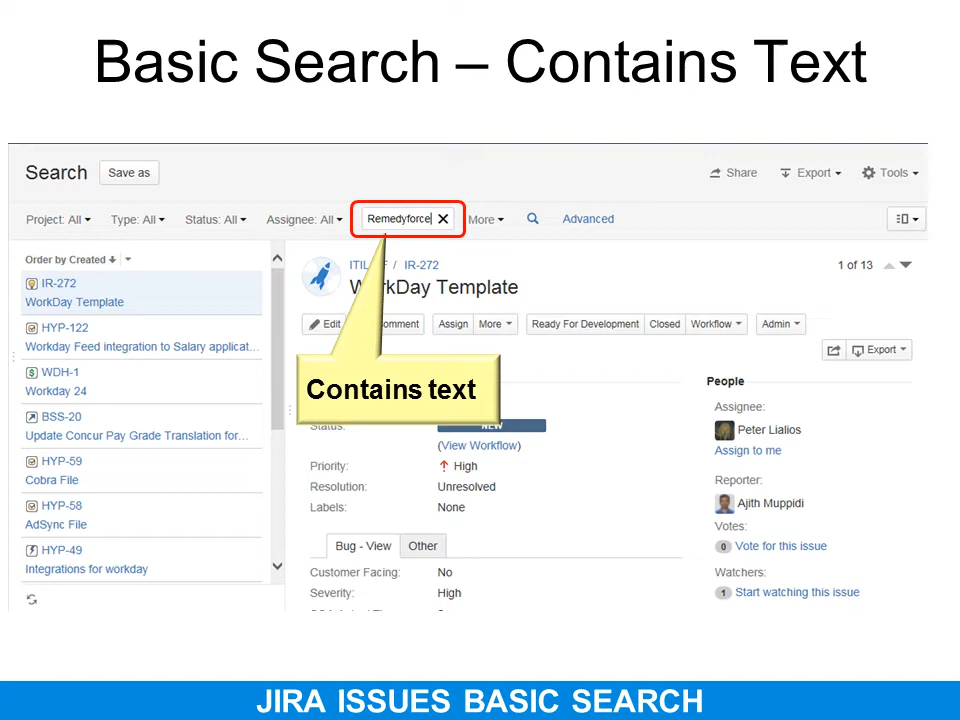 Basic Search – Contains Text
Search Save as Share Export Tools
Project: All Type: All Status: All Assignee: All Remedyforce More Advanced
Order by Created
IR-272
WorkDay Template
HYP-122
Workday Feed integration to Salary applicat...
WDH-1
Workday 24
BSS-20
Update Concur Pay Grade Translation for...
HYP-59
Cobra File
HYP-58
AdSync File
HYP-49
Integrations for workday
/ IR-272
1 of 13
WorkDay Template
Edit Assign More Ready For Development Closed Workflow Admin
Export
Contains text
Status: NEW
(View Workflow)
Priority: High
Resolution: Unresolved
Labels: None
Bug - View Other
Customer Facing: No
Severity: High
People
Assignee:
Peter Lialios
Assign to me
Reporter:
Ajith Muppidi
Votes:
0 Vote for this issue
Watchers:
1 Start watching this issue
JIRA ISSUES BASIC SEARCH